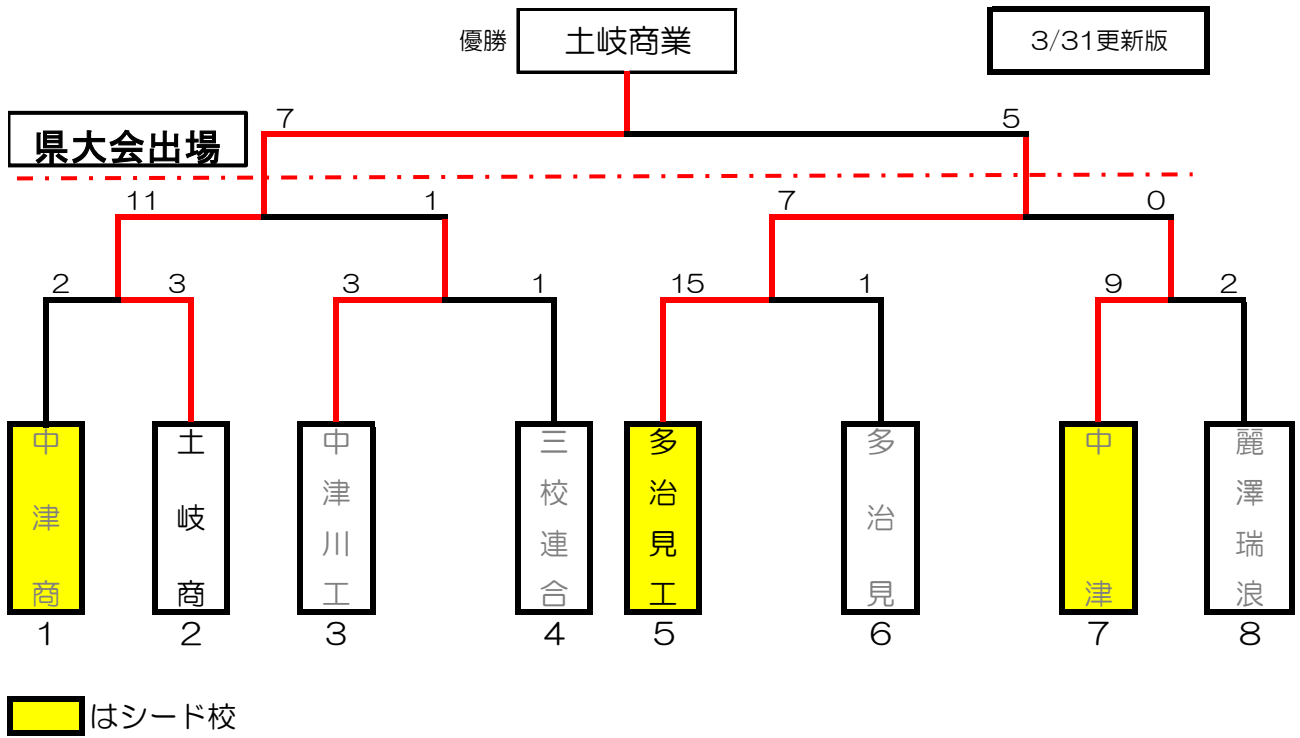 優勝
土岐商業
3/31更新版
7
5
県大会出場
11
1
7
0
2
3
3
1
15
1
9
2
中津商
土岐商
中津川工
三校連合
多治見工
多治見
中津
麗澤瑞浪
1
2
3
4
5
6
7
8
はシード校